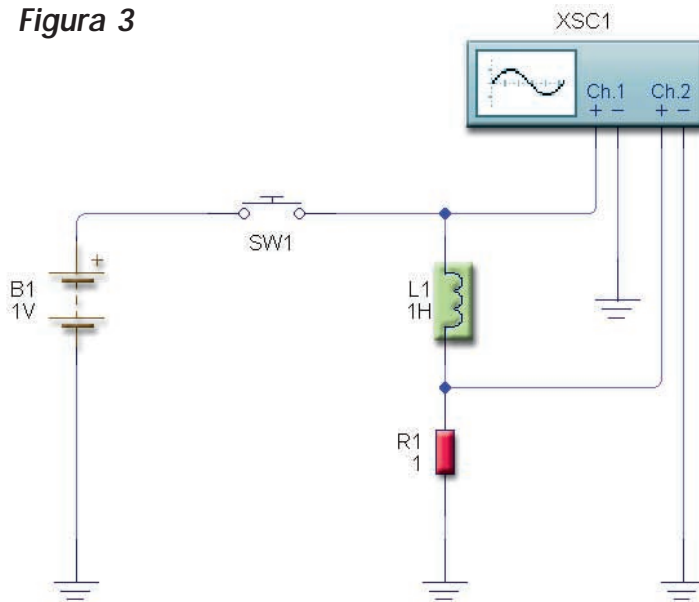 Figura 3
XSC1
Ch.1 Ch.2
+ − + −
SW1
+
B1
1V
L1
1H
R1
1